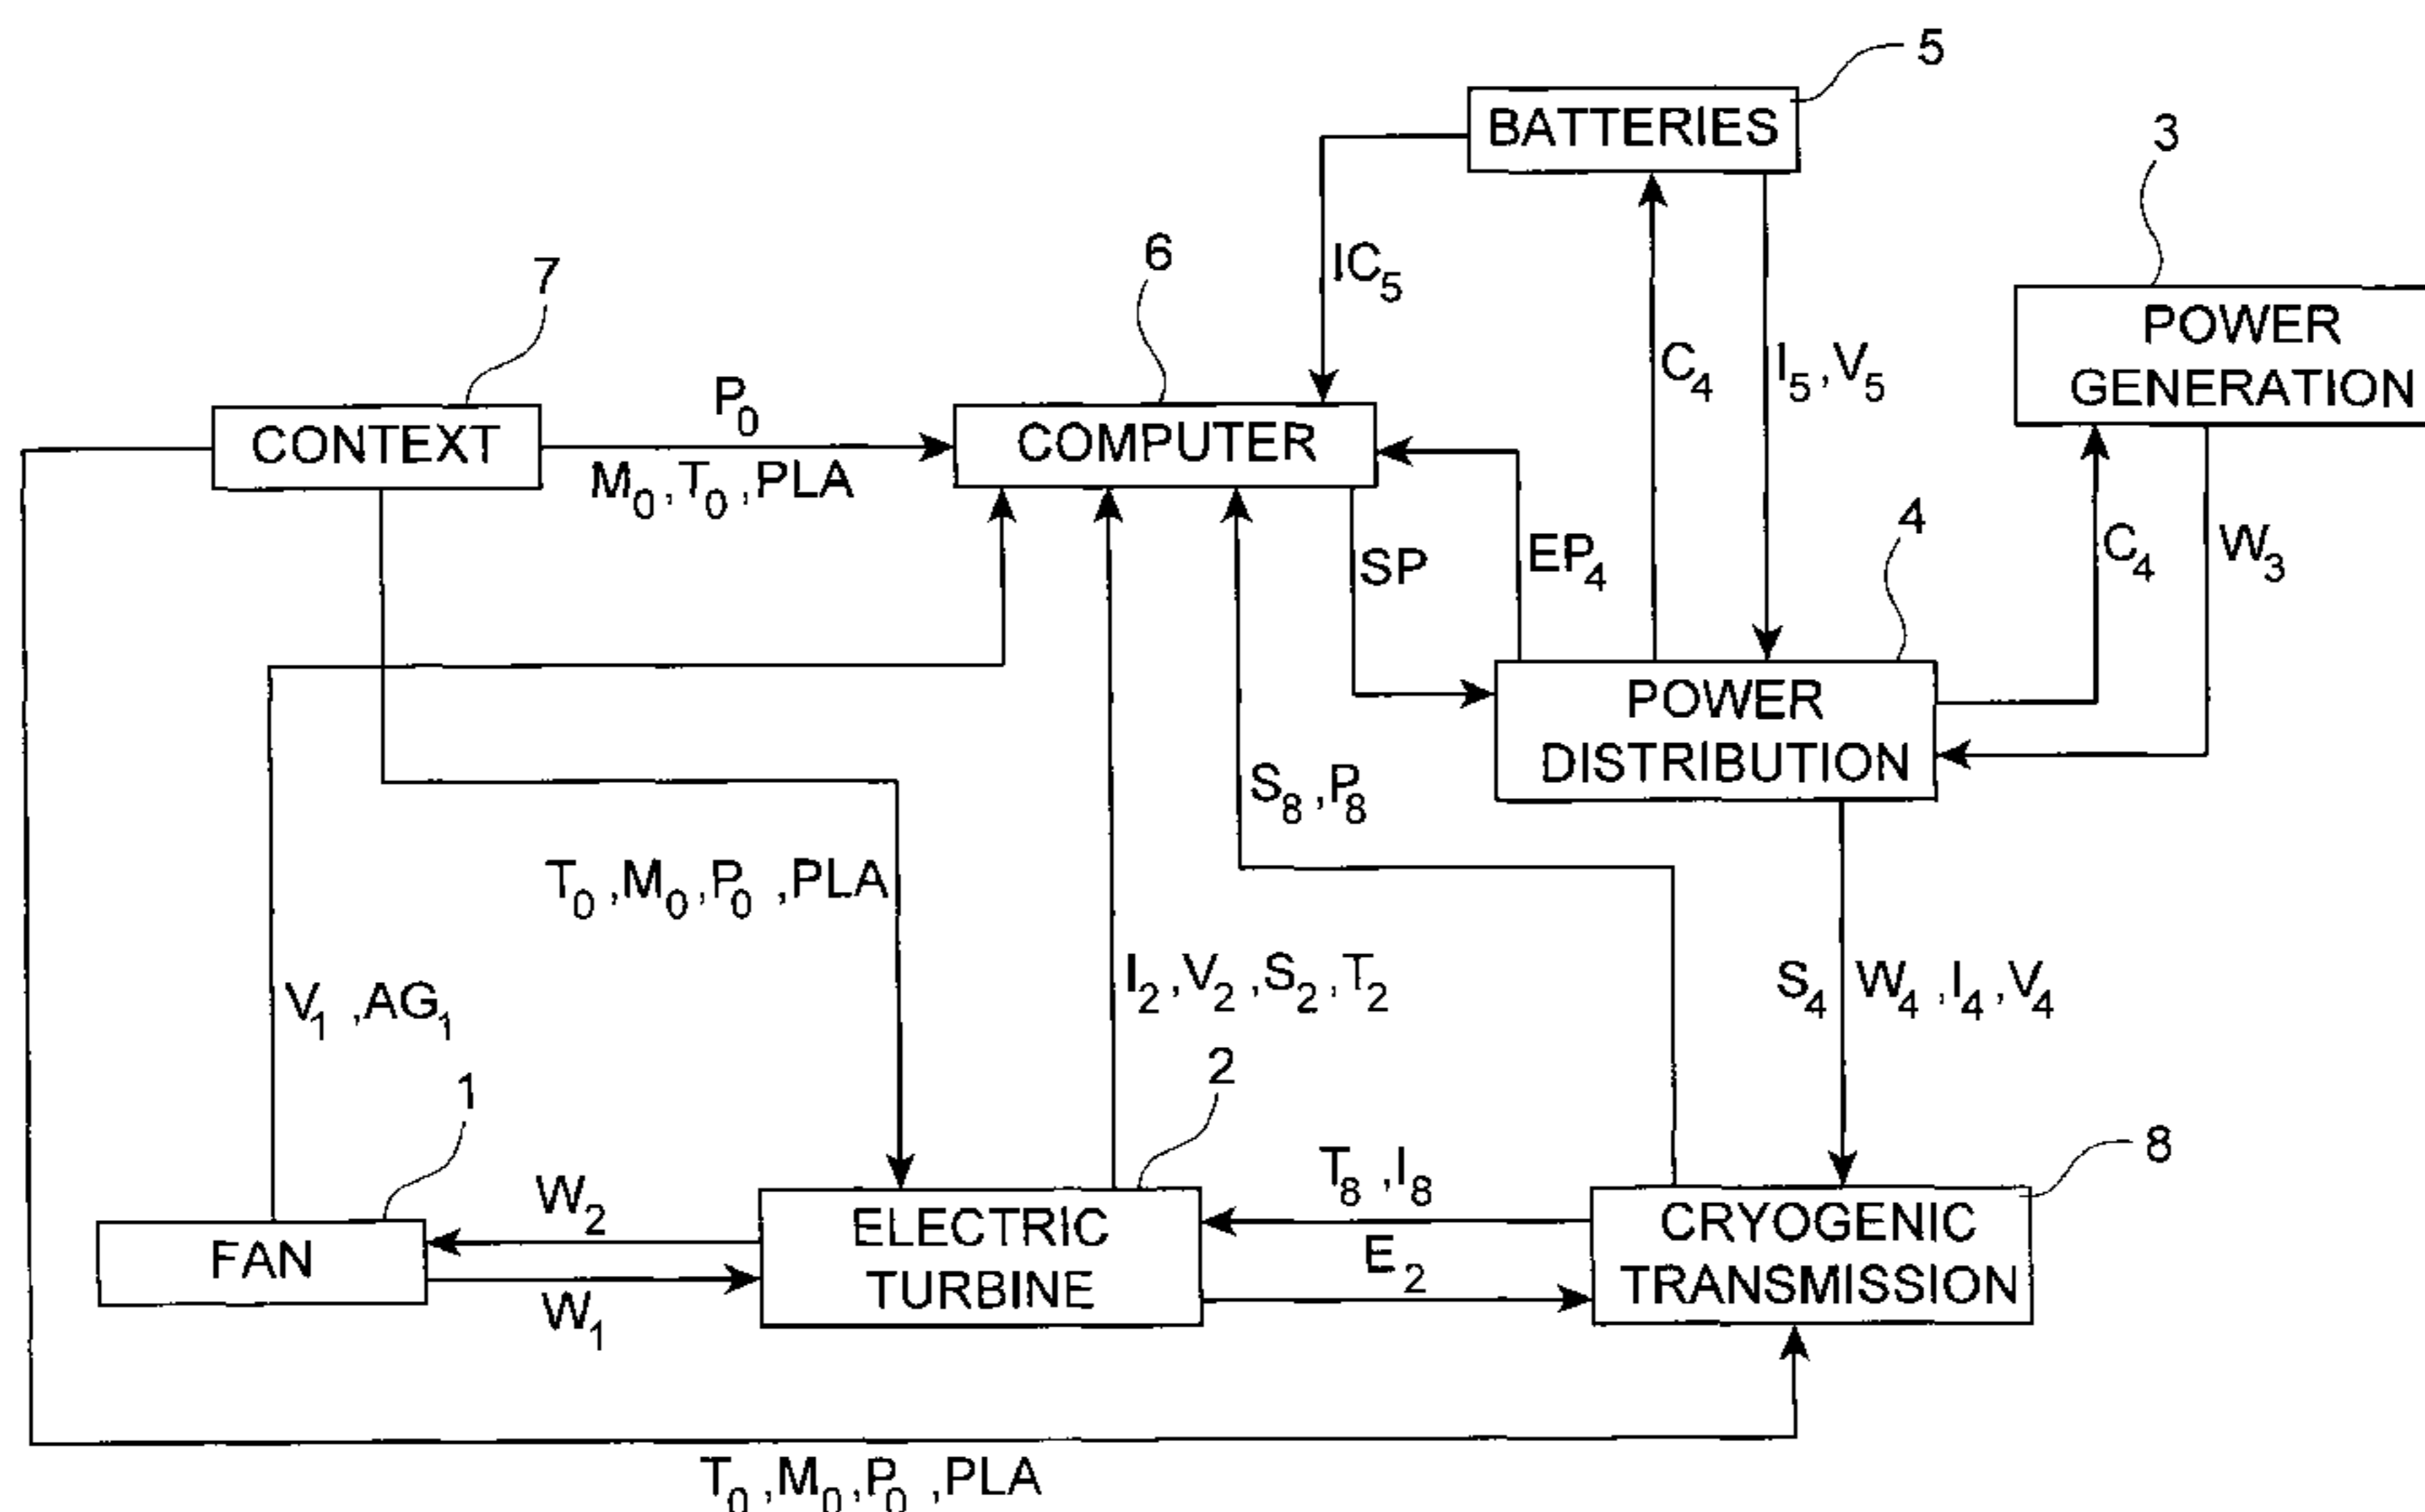 5
BATTERIES
3
6
7
IC₅
POWER
GENERATION
C₄
I₅,V₅
P₀
CONTEXT
COMPUTER
M₀,T₀,PLA
4
SP
EP₄
C₄
W₃
POWER
DISTRIBUTION
S₈,P₈
T₀,M₀,P₀,PLA
V₁,AG₁
I₂,V₂,S₂,T₂
S₄
W₄,I₄,V₄
1
2
8
W₂
T₈,I₈
FAN
ELECTRIC
TURBINE
E₂
CRYOGENIC
TRANSMISSION
W₁
T₀,M₀,P₀,PLA